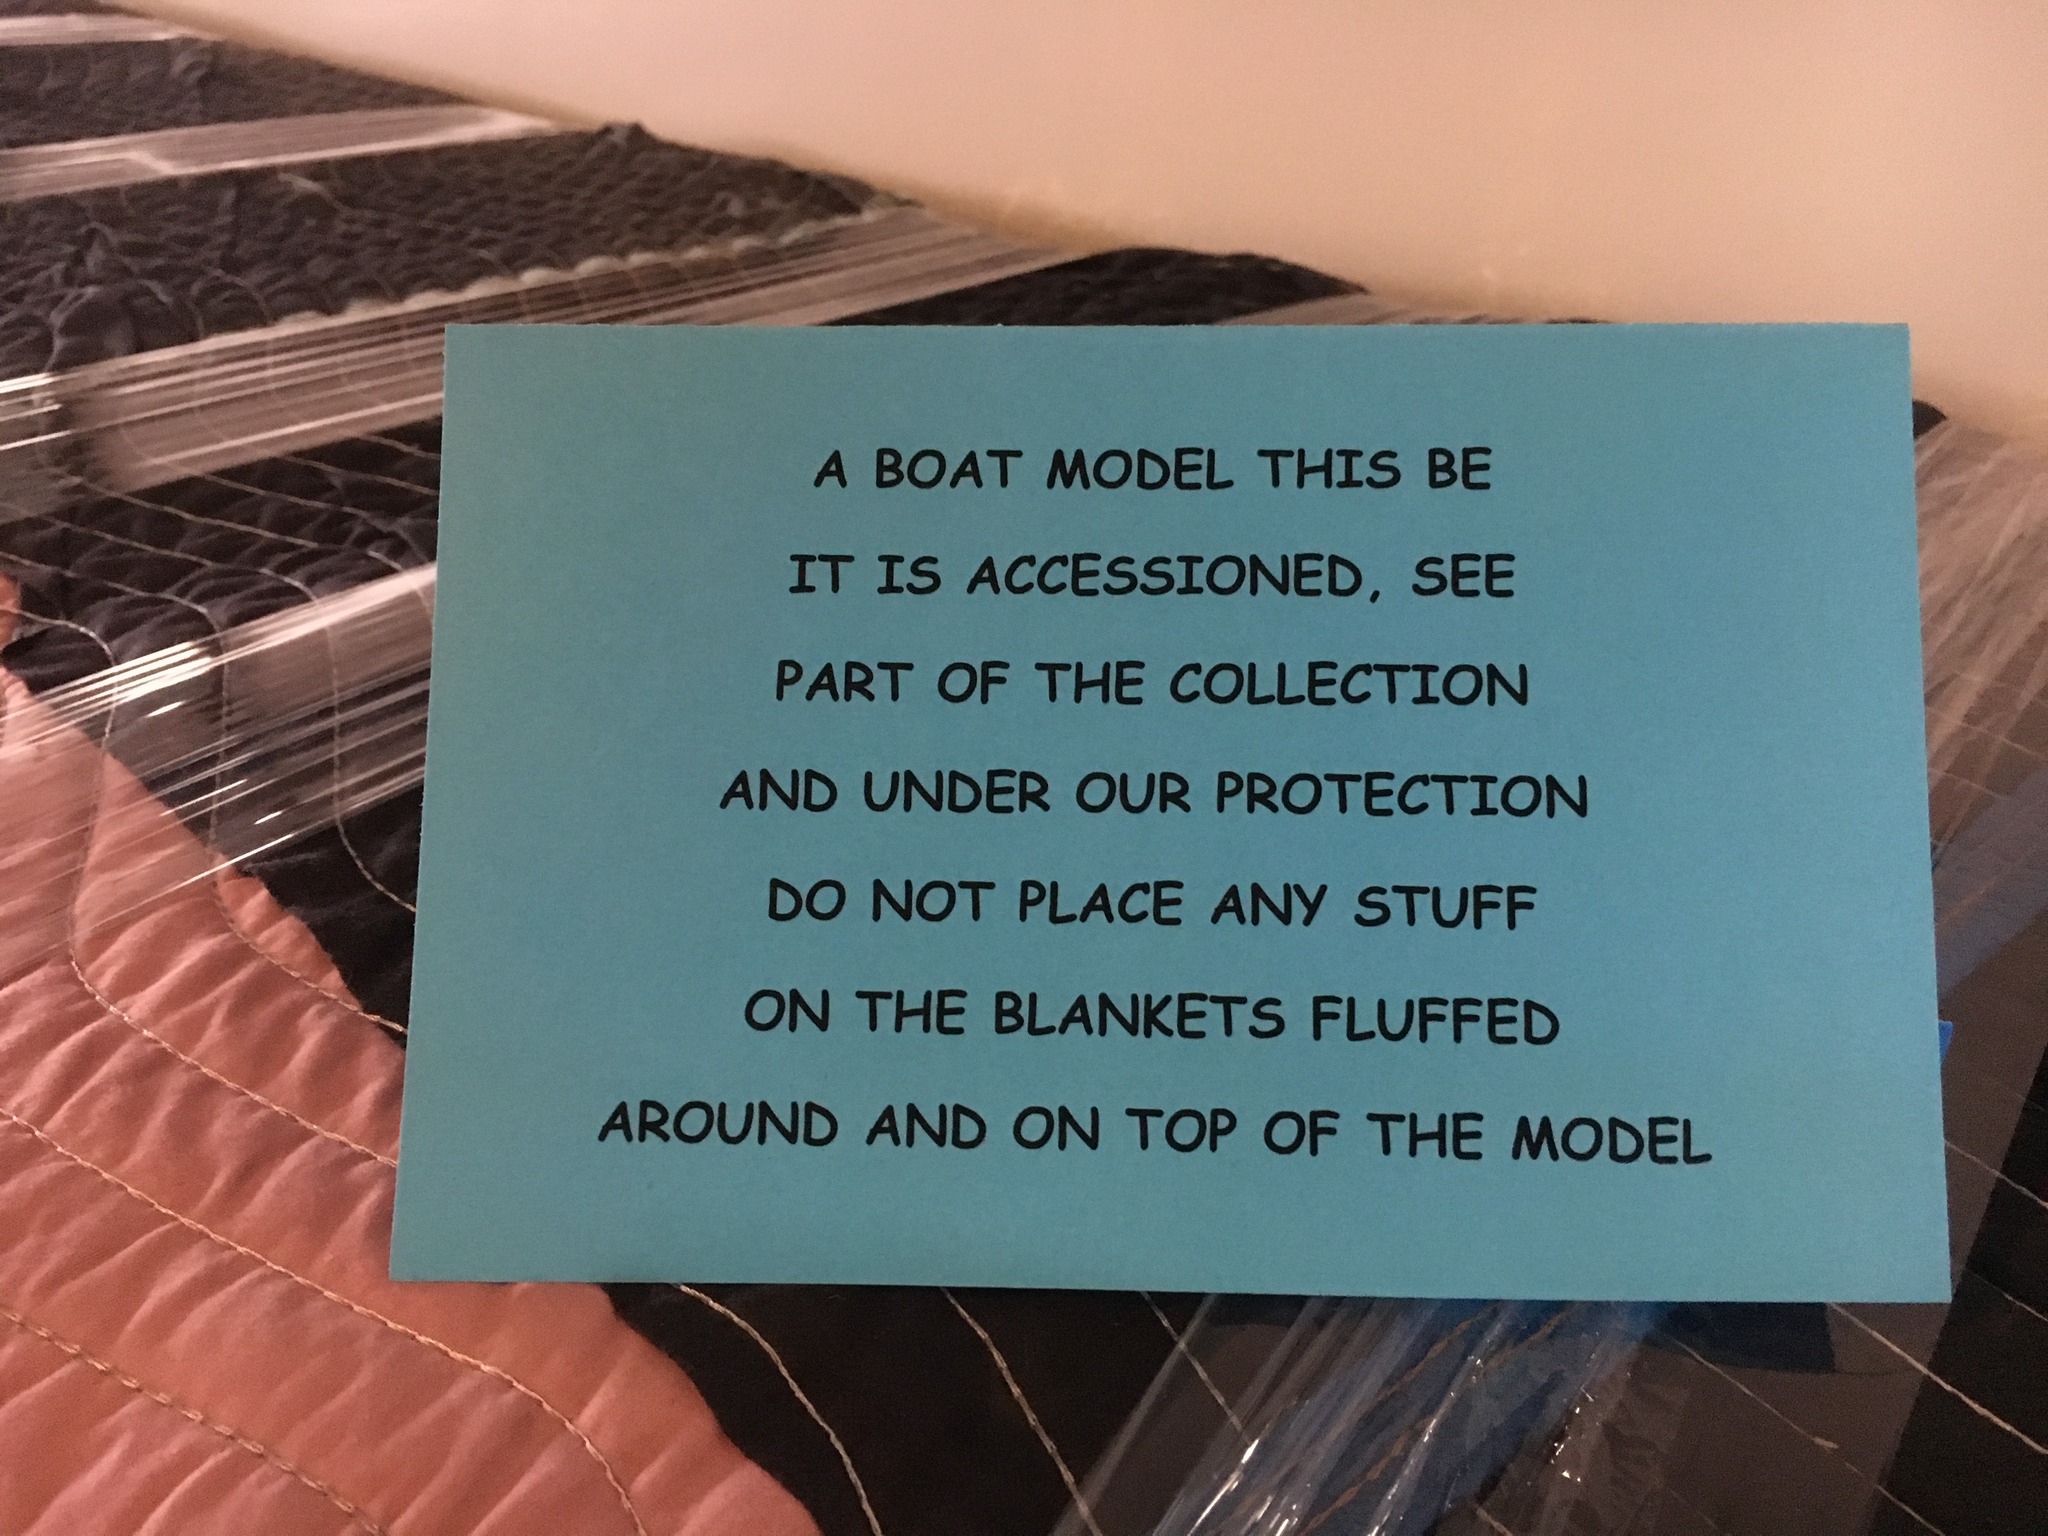 A BOAT MODEL THIS BE
IT IS ACCESSIONED, SEE
PART OF THE COLLECTION
AND UNDER OUR PROTECTION
DO NOT PLACE ANY STUFF
ON THE BLANKETS FLUFFED
AROUND AND ON TOP OF THE MODEL